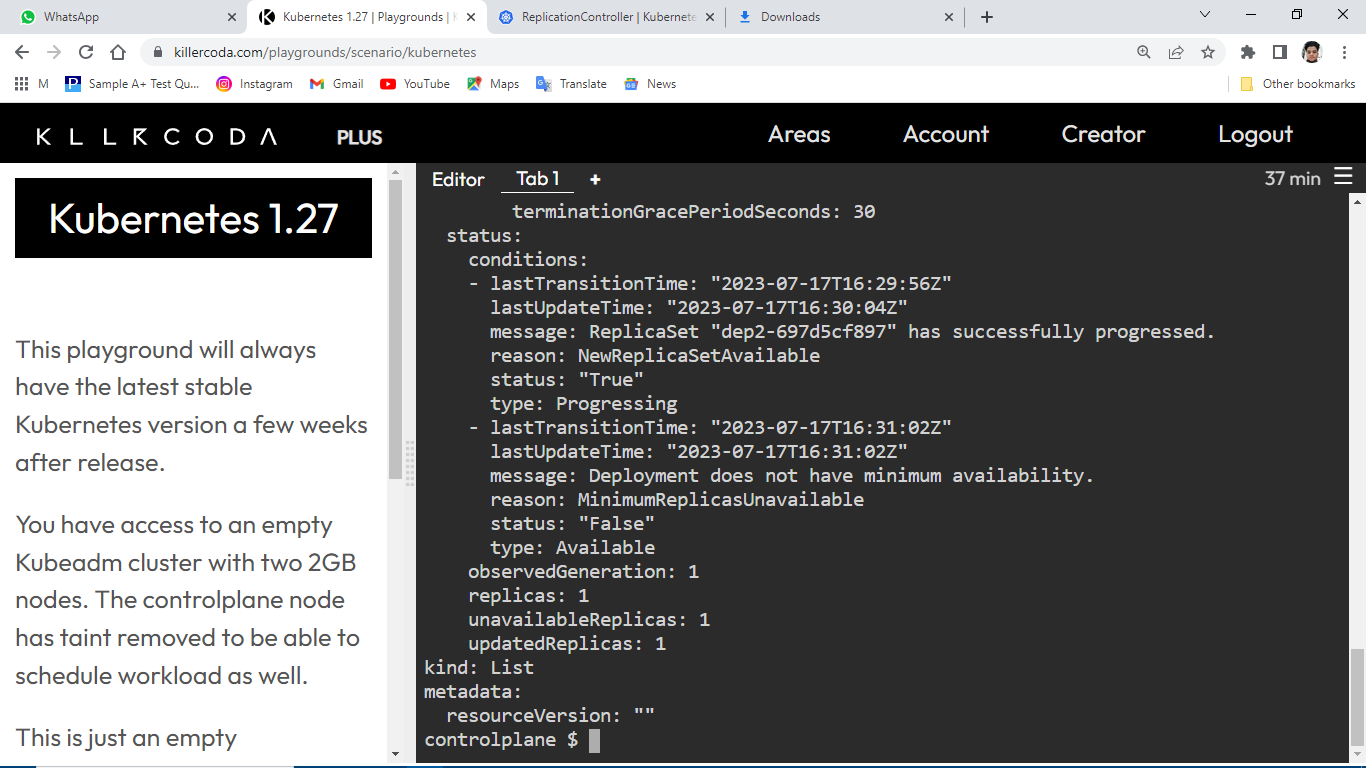 WhatsApp
Kubernetes 1.27 | Playgrounds | K
ReplicationController | Kubernete
Downloads
killercoda.com/playgrounds/scenario/kubernetes
M
Sample A+ Test Qu...
Instagram
Gmail
YouTube
Maps
Translate
News
Other bookmarks
KILLERCODA
PLUS
Areas
Account
Creator
Logout
Kubernetes 1.27
This playground will always
have the latest stable
Kubernetes version a few weeks
after release.
You have access to an empty
Kubeadm cluster with two 2GB
nodes. The controlplane node
has taint removed to be able to
schedule workload as well.
This is just an empty
Editor
Tab 1
+
37 min
terminationGracePeriodSeconds: 30
status:
conditions:
- lastTransitionTime: "2023-07-17T16:29:56Z"
lastUpdateTime: "2023-07-17T16:30:04Z"
message: ReplicaSet "dep2-697d5cf897" has successfully progressed.
reason: NewReplicaSetAvailable
status: "True"
type: Progressing
- lastTransitionTime: "2023-07-17T16:31:02Z"
lastUpdateTime: "2023-07-17T16:31:02Z"
message: Deployment does not have minimum availability.
reason: MinimumReplicasUnavailable
status: "False"
type: Available
observedGeneration: 1
replicas: 1
unavailableReplicas: 1
updatedReplicas: 1
kind: List
metadata:
resourceVersion: ""
controlplane $